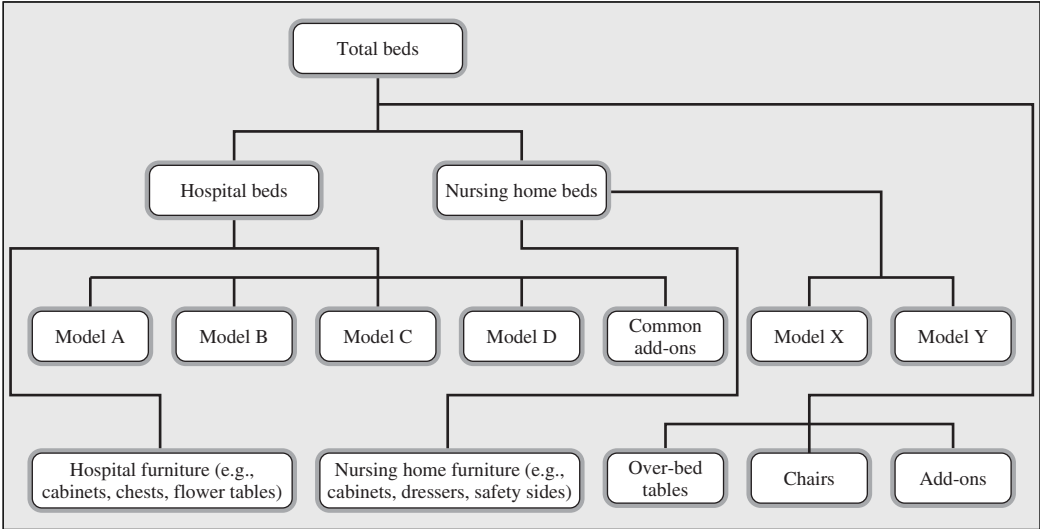 Total beds
Hospital beds
Nursing home beds
Model A
Model B
Model C
Model D
Common
add-ons
Model X
Model Y
Hospital furniture (e.g.,
cabinets, chests, flower tables)
Nursing home furniture (e.g.,
cabinets, dressers, safety sides)
Over-bed
tables
Chairs
Add-ons